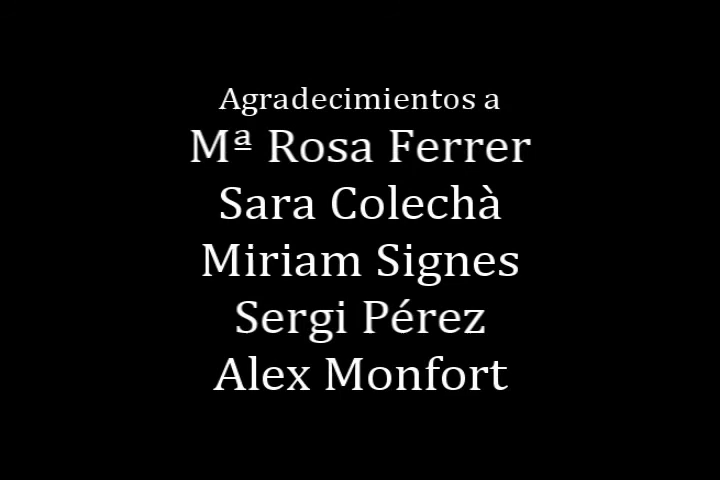 Agradecimientos a
Mª Rosa Ferrer
Sara Colechà
Miriam Signes
Sergi Pérez
Alex Monfort